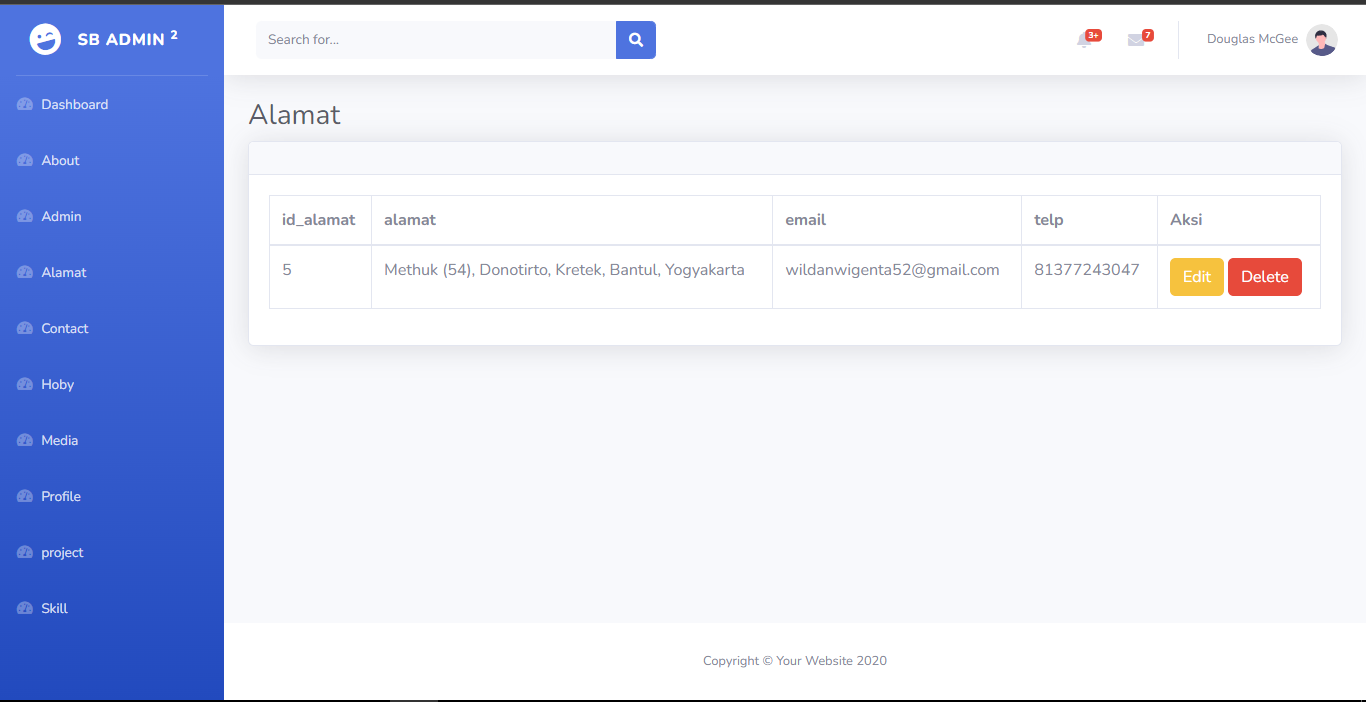 SB ADMIN 2
Search for...
3+
7
Douglas McGee
Dashboard
About
Admin
Alamat
Contact
Hoby
Media
Profile
project
Skill
Alamat
id_alamat alamat email telp Aksi
5 Methuk (54), Donotirto, Kretek, Bantul, Yogyakarta wildanwigenta52@gmail.com 81377243047 Edit Delete
Copyright © Your Website 2020